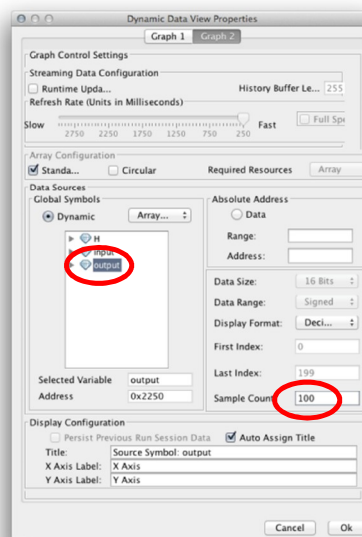 Dynamic Data View Properties
Graph 1 Graph 2
Graph Control Settings
Streaming Data Configuration
Runtime Upda... History Buffer Le... 255
Refresh Rate (Units in Milliseconds)
Slow Fast Full Spe
2750 2250 1750 1250 750 250
Array Configuration
Standa... Circular Required Resources Array
Data Sources
Global Symbols Absolute Address
Dynamic Array... Data
H Range:
input Address:
output
Data Size: 16 Bits
Data Range: Signed
Display Format: Deci...
First Index: 0
Last Index: 199
Selected Variable output
Address 0x2250 Sample Count 100
Display Configuration
Persist Previous Run Session Data Auto Assign Title
Title: Source Symbol: output
X Axis Label: X Axis
Y Axis Label: Y Axis
Cancel Ok